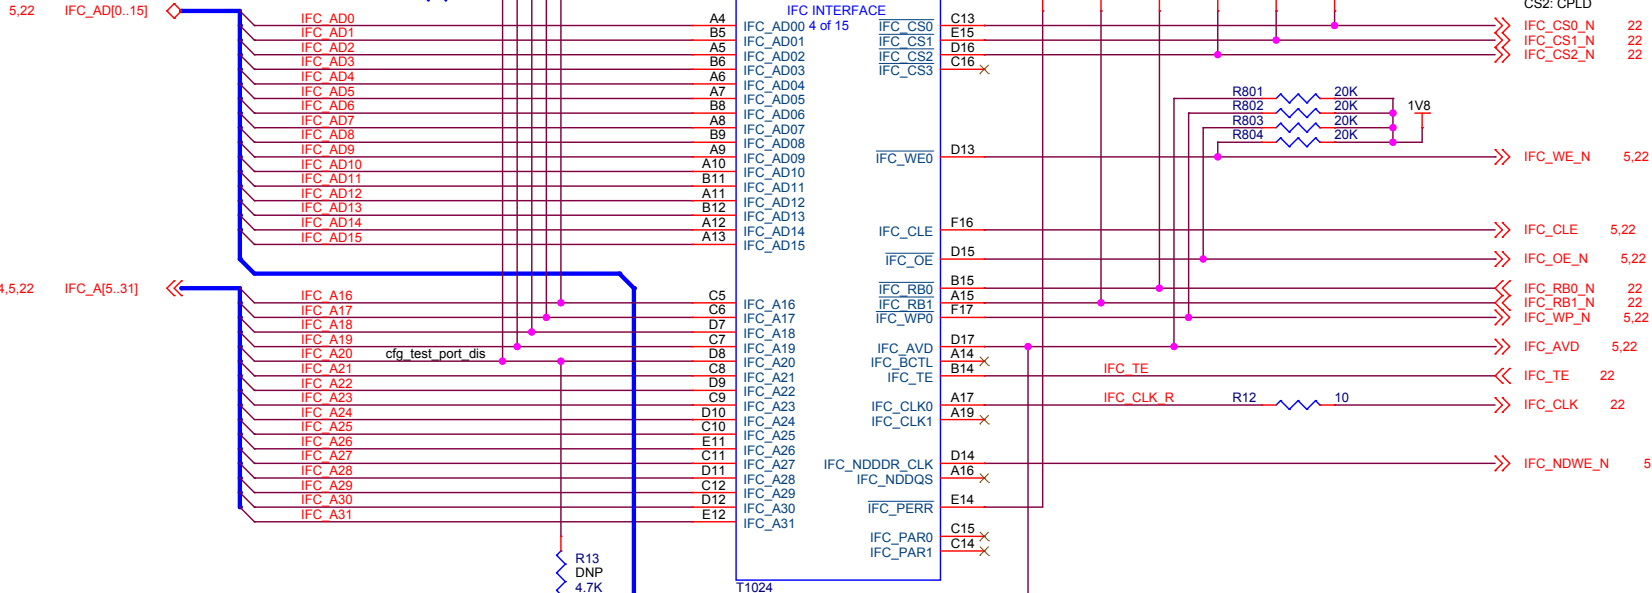 CS2: CPLD
5,22 IFC_AD[0..15]
IFC INTERFACE
4 of 15
IFC_AD0 A4 IFC_AD00
IFC_AD1 B5 IFC_AD01
IFC_AD2 A5 IFC_AD02
IFC_AD3 B6 IFC_AD03
IFC_AD4 A6 IFC_AD04
IFC_AD5 A7 IFC_AD05
IFC_AD6 B8 IFC_AD06
IFC_AD7 A8 IFC_AD07
IFC_AD8 B9 IFC_AD08
IFC_AD9 A9 IFC_AD09
IFC_AD10 A10 IFC_AD10
IFC_AD11 B11 IFC_AD11
IFC_AD12 A11 IFC_AD12
IFC_AD13 B12 IFC_AD13
IFC_AD14 A12 IFC_AD14
IFC_AD15 A13 IFC_AD15
4,5,22 IFC_A[5..31]
IFC_A16 C5 IFC_A16
IFC_A17 C6 IFC_A17
IFC_A18 D7 IFC_A18
IFC_A19 C7 IFC_A19
IFC_A20 cfg_test_port_dis D8 IFC_A20
IFC_A21 C8 IFC_A21
IFC_A22 D9 IFC_A22
IFC_A23 C9 IFC_A23
IFC_A24 D10 IFC_A24
IFC_A25 C10 IFC_A25
IFC_A26 E11 IFC_A26
IFC_A27 C11 IFC_A27
IFC_A28 D11 IFC_A28
IFC_A29 C12 IFC_A29
IFC_A30 D12 IFC_A30
IFC_A31 E12 IFC_A31
R13
DNP
4.7K
T1024
IFC_CS0 C13 IFC_CS0_N 22
IFC_CS1 E15 IFC_CS1_N 22
IFC_CS2 D16 IFC_CS2_N 22
IFC_CS3 C16
R801 20K
R802 20K 1V8
R803 20K
R804 20K
IFC_WE0 D13 IFC_WE_N 5,22
IFC_CLE F16 IFC_CLE 5,22
IFC_OE D15 IFC_OE_N 5,22
IFC_RB0 B15 IFC_RB0_N 22
IFC_RB1 A15 IFC_RB1_N 22
IFC_WP0 F17 IFC_WP_N 5,22
IFC_AVD D17 IFC_AVD 5,22
IFC_BCTL A14
IFC_TE B14 IFC_TE IFC_TE 22
IFC_CLK0 A17 IFC_CLK_R R12 10 IFC_CLK 22
IFC_CLK1 A19
IFC_NDDDR_CLK D14 IFC_NDWE_N 5
IFC_NDDQS A16
IFC_PERR E14
IFC_PAR0 C15
IFC_PAR1 C14